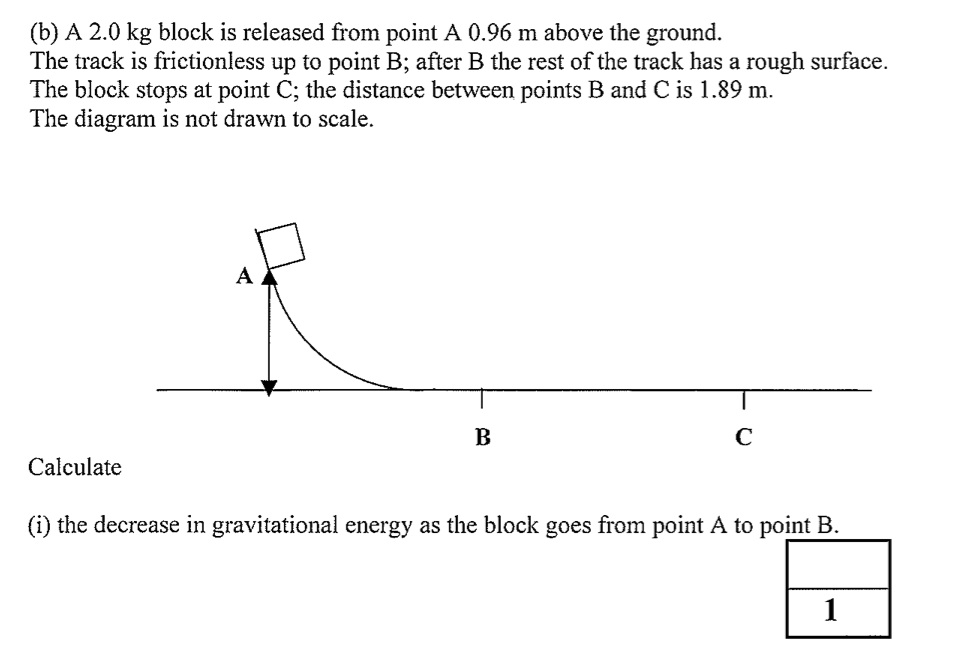 (b) A 2.0 kg block is released from point A 0.96 m above the ground.
The track is frictionless up to point B; after B the rest of the track has a rough surface.
The block stops at point C; the distance between points B and C is 1.89 m.
The diagram is not drawn to scale.
A
B
C
Calculate
(i) the decrease in gravitational energy as the block goes from point A to point B.
1